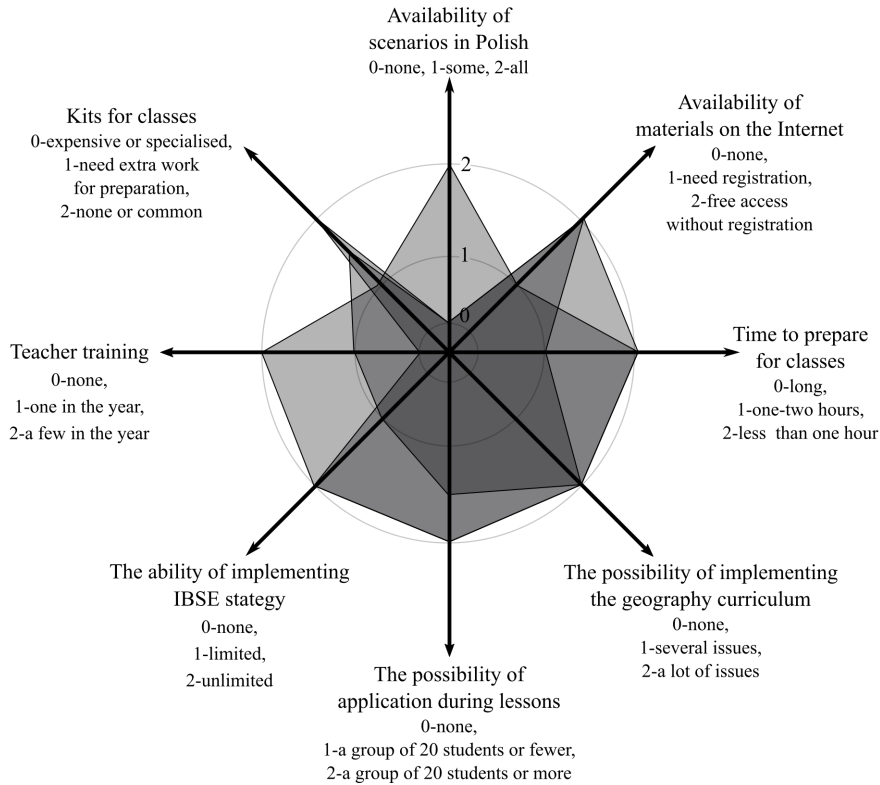 Availability of
scenarios in Polish
0-none, 1-some, 2-all
Kits for classes
0-expensive or specialised,
1-need extra work
for preparation,
2-none or common
Availability of
materials on the Internet
0-none,
1-need registration,
2-free access
without registration
2
1
0
Teacher training
0-none,
1-one in the year,
2-a few in the year
Time to prepare
for classes
0-long,
1-one-two hours,
2-less than one hour
The ability of implementing
IBSE stategy
0-none,
1-limited,
2-unlimited
The possibility of implementing
the geography curriculum
0-none,
1-several issues,
2-a lot of issues
The possibility of
application during lessons
0-none,
1-a group of 20 students or fewer,
2-a group of 20 students or more